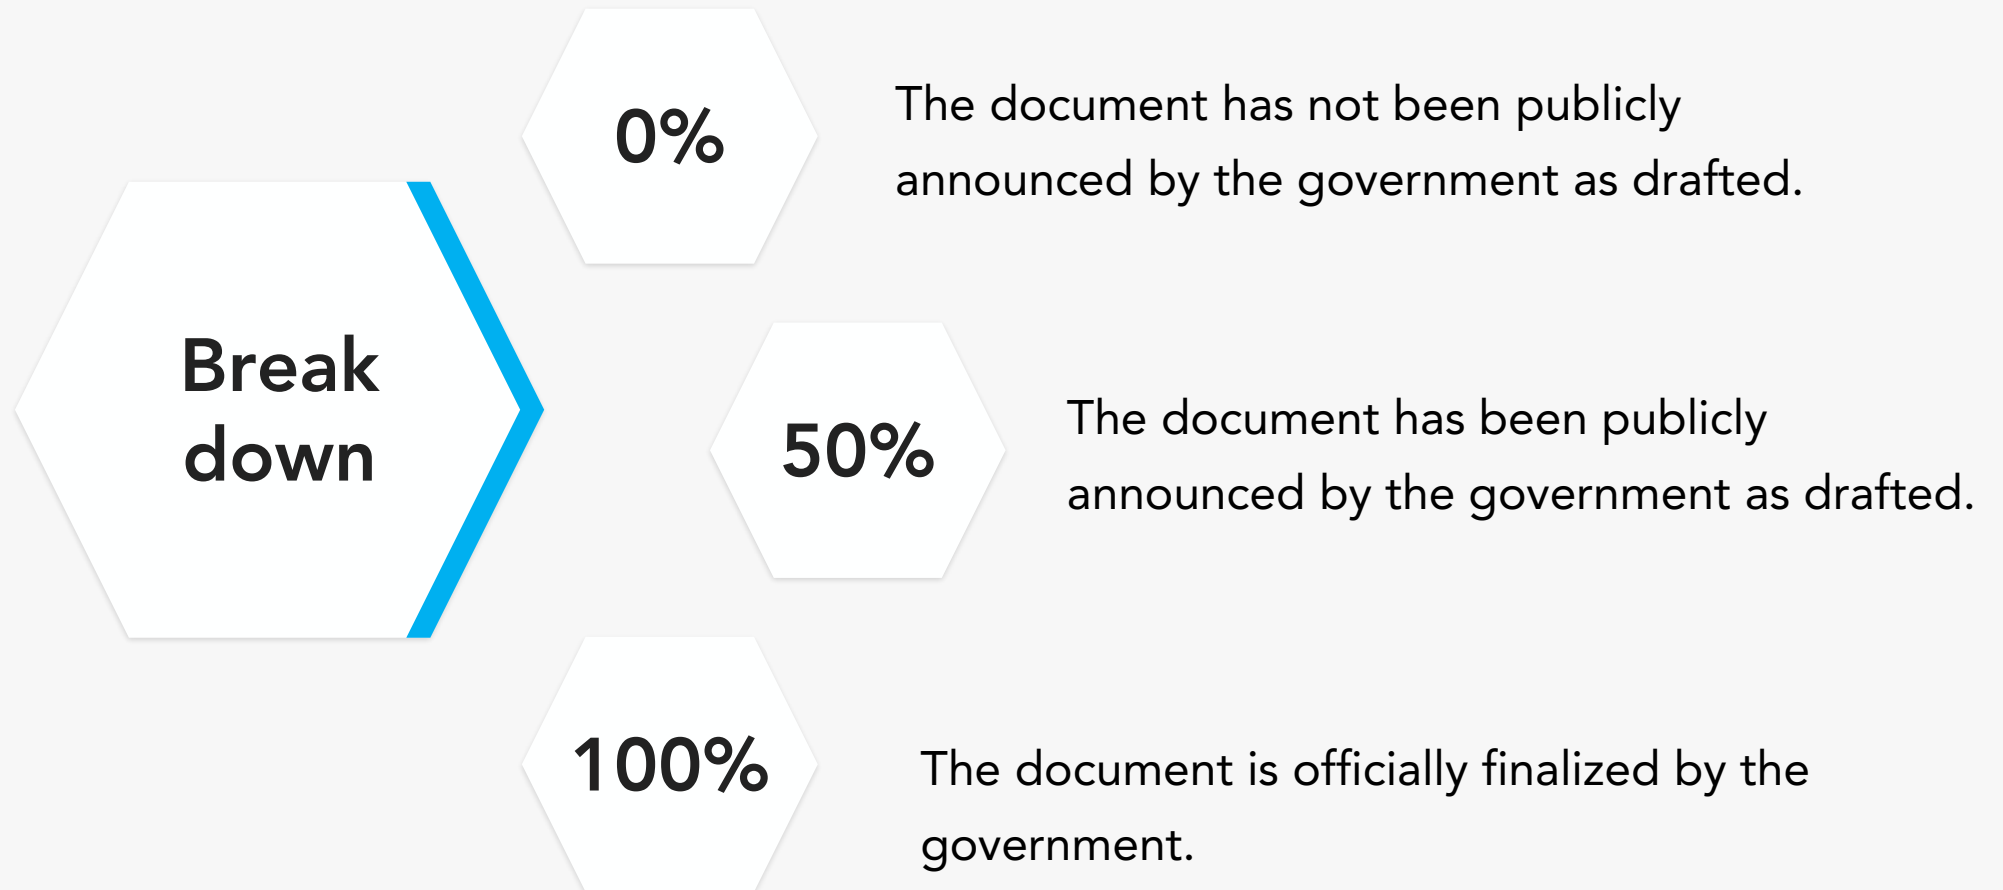 Break
down
0%
The document has not been publicly
announced by the government as drafted.
50%
The document has been publicly
announced by the government as drafted.
100%
The document is officially finalized by the
government.